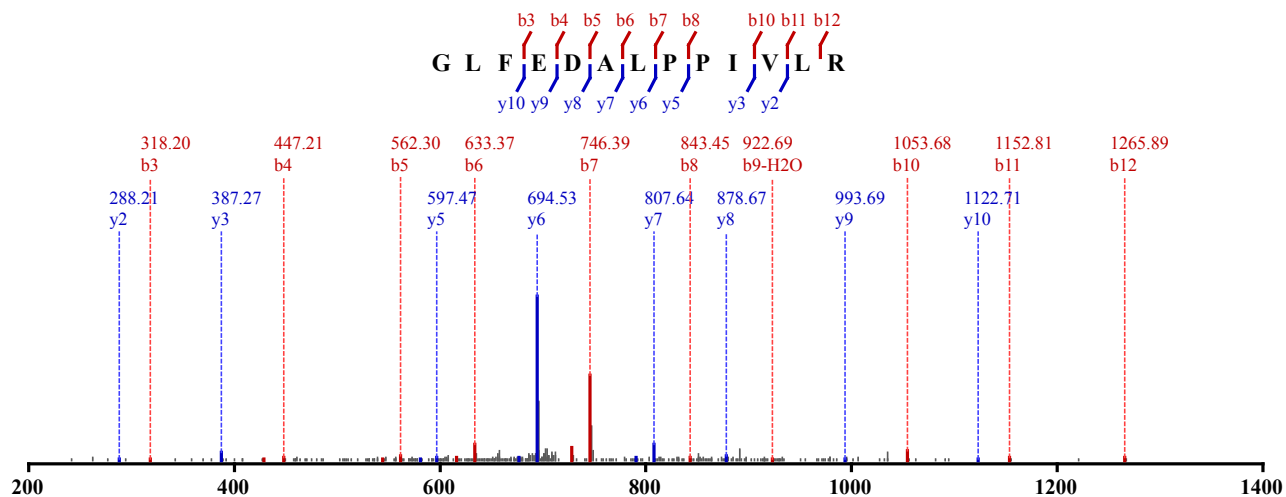 b3 b4 b5 b6 b7 b8 b10 b11 b12
G L F E D A L P P I V L R
y10 y9 y8 y7 y6 y5 y3 y2
318.20 447.21 562.30 633.37 746.39 843.45 922.69 1053.68 1152.81 1265.89
b3 b4 b5 b6 b7 b8 b9-H2O b10 b11 b12
288.21 387.27 597.47 694.53 807.64 878.67 993.69 1122.71
y2 y3 y5 y6 y7 y8 y9 y10
200 400 600 800 1000 1200 1400